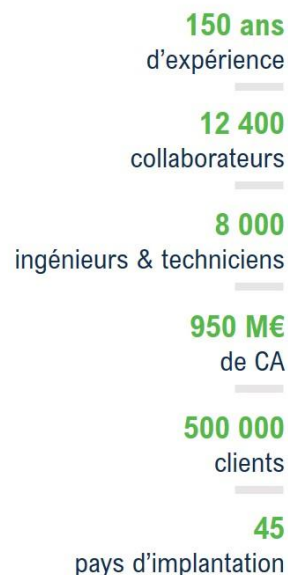 150 ans
d'expérience
12 400
collaborateurs
8 000
ingénieurs & techniciens
950 M€
de CA
500 000
clients
45
pays d'implantation